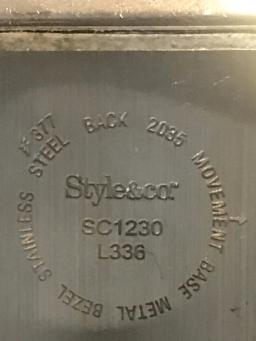 # 377 STAINLESS STEEL BACK 2035 MOVEMENT BASE METAL BEZEL
Style&co.
SC1230
L336